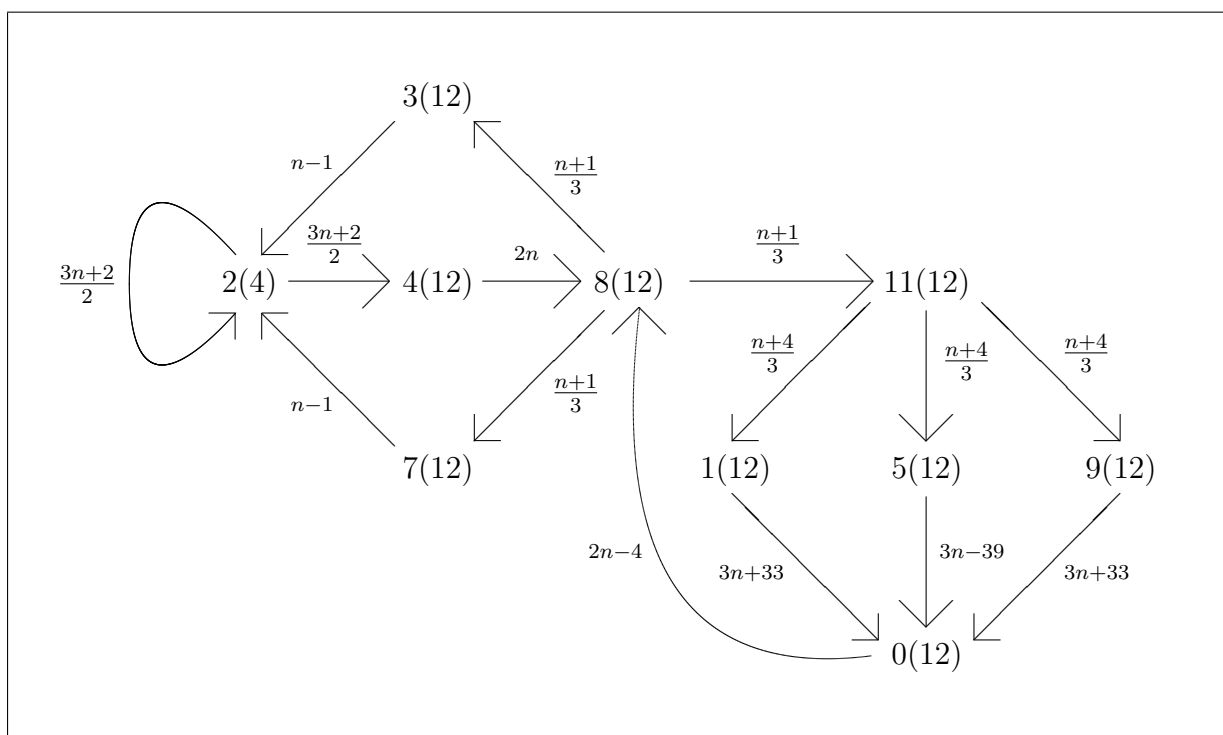 3(12)
n−1
n+1/3
3n+2/2
2(4)
3n+2/2
4(12)
2n
8(12)
n+1/3
11(12)
n−1
n+1/3
n+4/3
n+4/3
n+4/3
7(12)
1(12)
5(12)
9(12)
2n−4
3n+33
3n−39
3n+33
0(12)